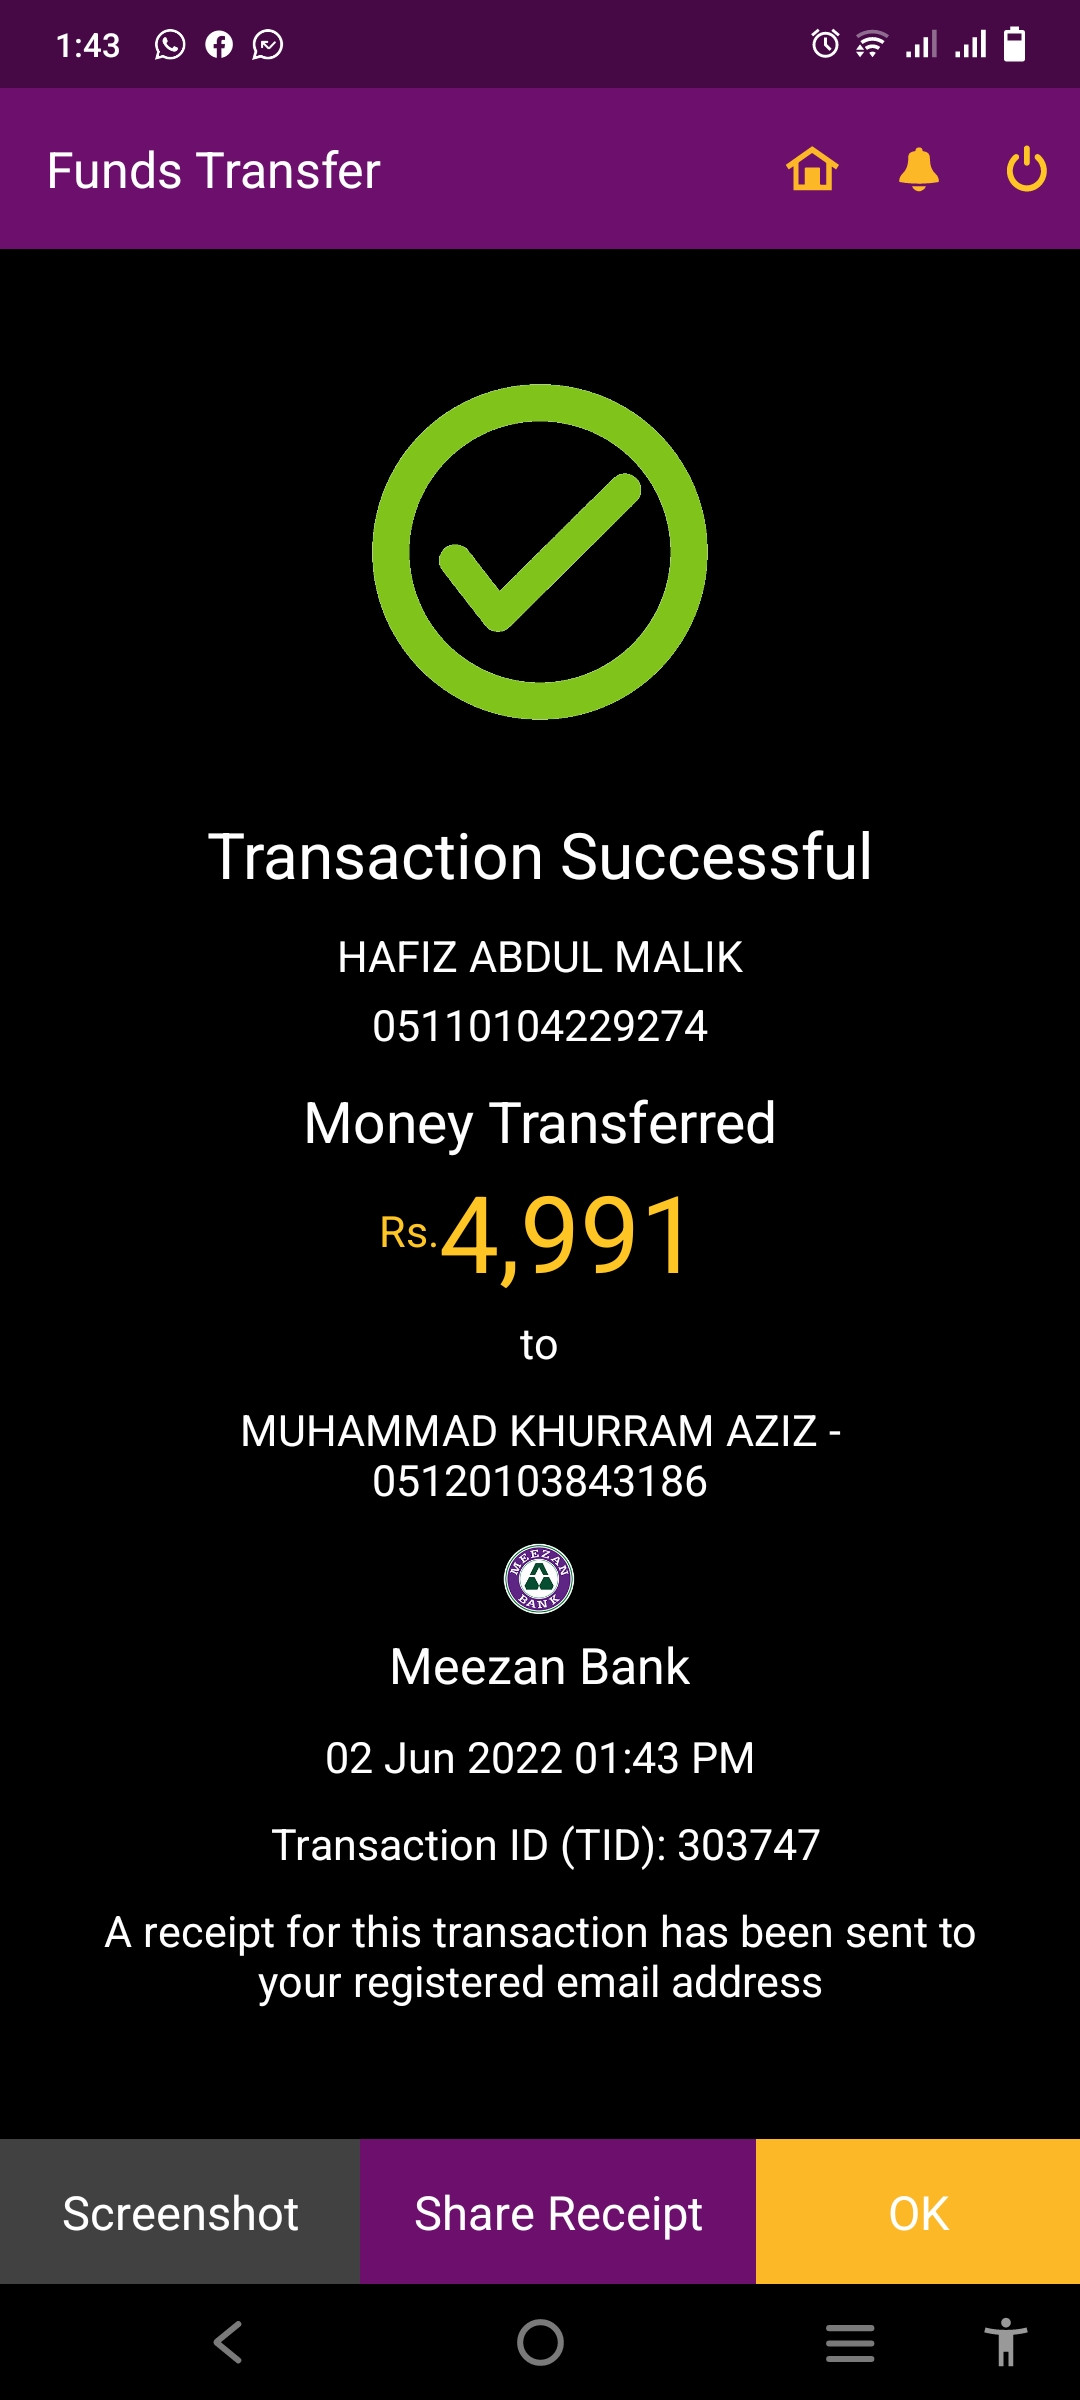 1:43
Funds Transfer
Transaction Successful
HAFIZ ABDUL MALIK
05110104229274
Money Transferred
Rs.4,991
to
MUHAMMAD KHURRAM AZIZ -
05120103843186
MEEZAN
BANK
Meezan Bank
02 Jun 2022 01:43 PM
Transaction ID (TID): 303747
A receipt for this transaction has been sent to
your registered email address
Screenshot Share Receipt OK